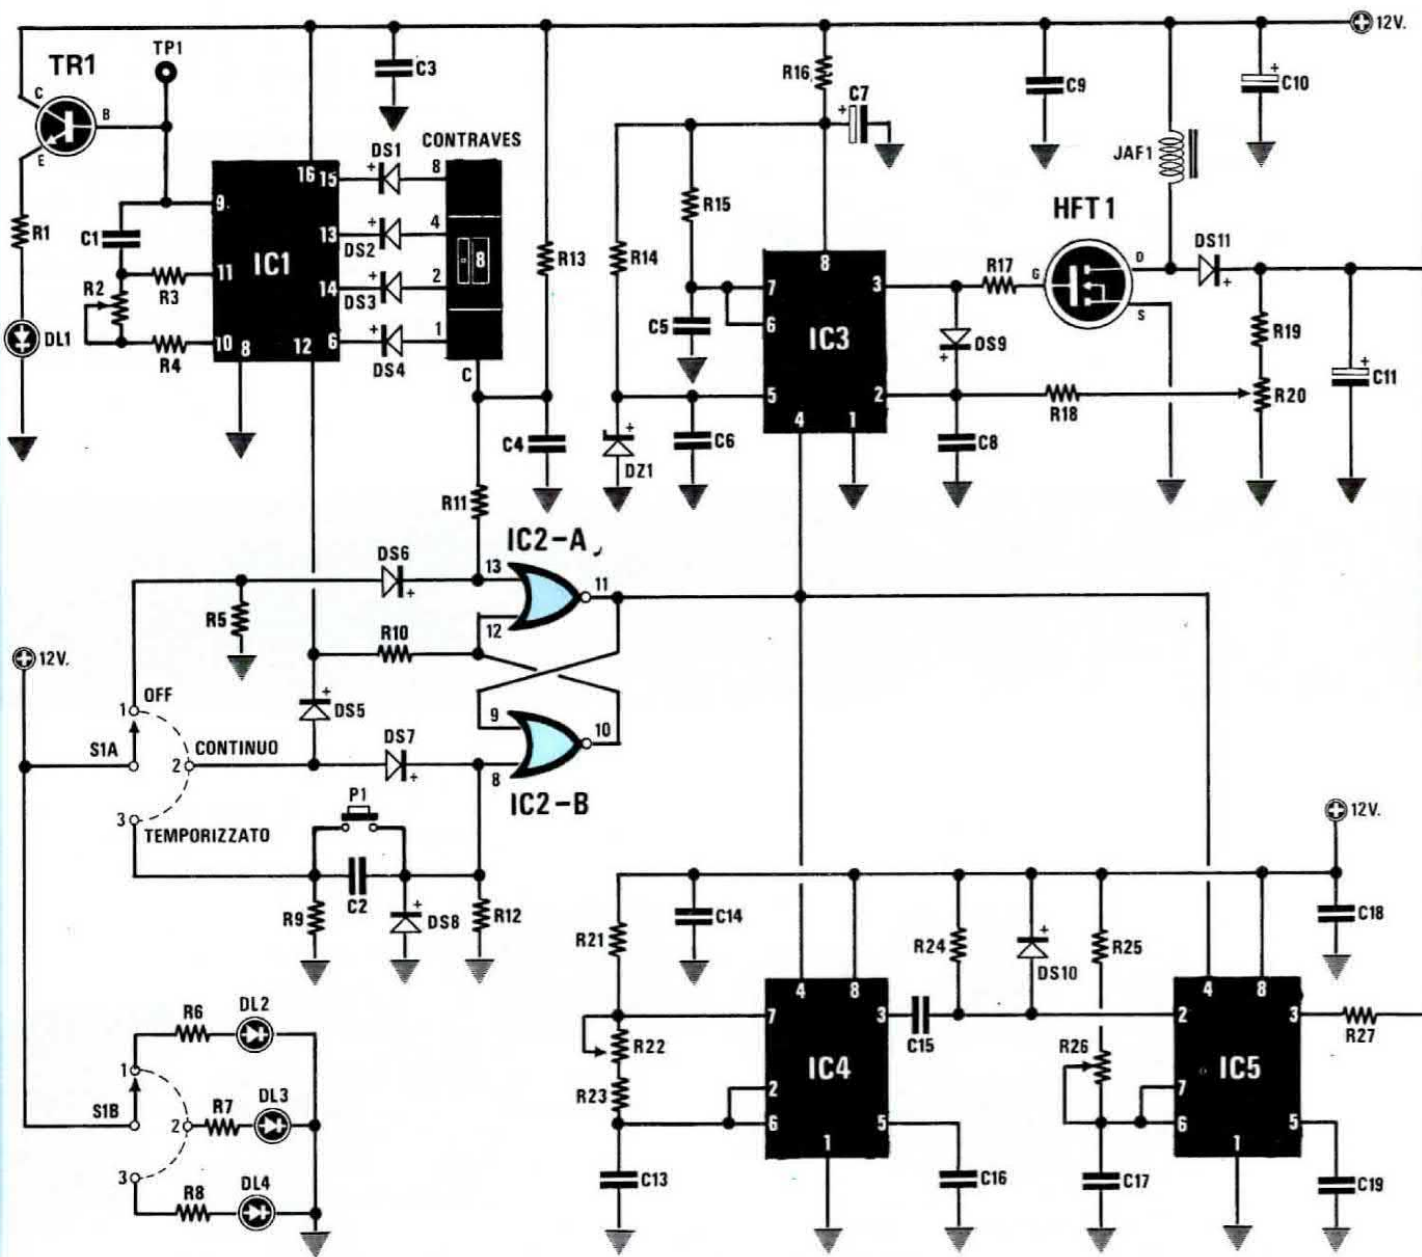 12V.
TR1
TP1
C
B
E
C3
CONTRAVES
R16
C7
+
C9
+
C10
JAF1
DS1
+
8
16
15
9
R1
C1
13
DS2
+
4
IC1
8
R13
R14
R15
8
HFT1
R17
G
D
S
DS11
+
R2
R3
11
14
DS3
+
2
7
3
C5
6
IC3
DS9
+
R19
R4
10
8
12
6
DS4
+
1
DL1
C
5
2
R18
R20
+
C11
C4
DZ1
+
C6
4
1
C8
R11
IC2-A
DS6
+
13
11
12
R5
R10
12V.
OFF
1
DS5
+
9
10
S1A
2
CONTINUO
DS7
+
8
IC2-B
P1
3
TEMPORIZZATO
12V.
R9
C2
DS8
+
R12
C14
C18
R21
R24
+
DS10
R25
4
8
4
8
R6
DL2
7
3
C15
2
3
R27
R22
1
IC4
R26
IC5
R23
2
7
S1B
2
R7
DL3
6
5
6
5
1
1
3
R8
DL4
C13
C16
C17
C19